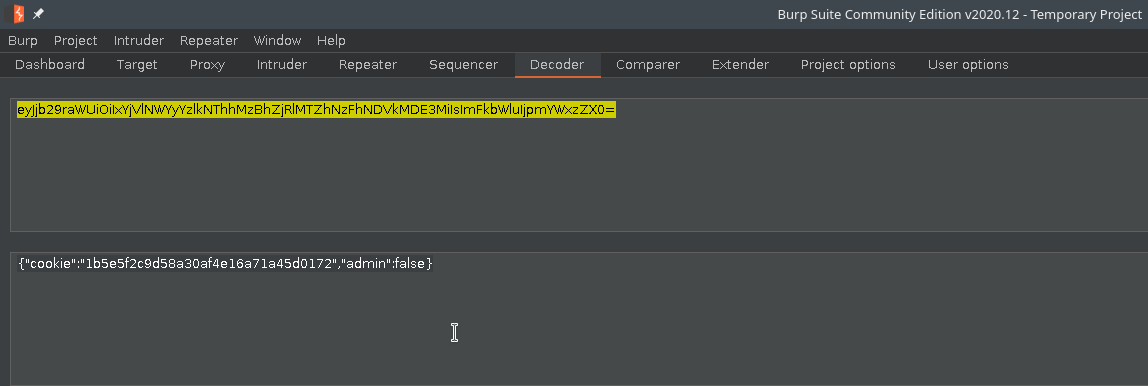 Burp Suite Community Edition v2020.12 - Temporary Project
Burp Project Intruder Repeater Window Help
Dashboard Target Proxy Intruder Repeater Sequencer Decoder Comparer Extender Project options User options
eyJjb29raWUiOiIxYjVlNWYyYzlkNThhMzBhZjRlMTZhNzFhNDVkMDE3MiIsImFkbWluIjpmYWxzZX0=
{"cookie":"1b5e5f2c9d58a30af4e16a71a45d0172","admin":false}